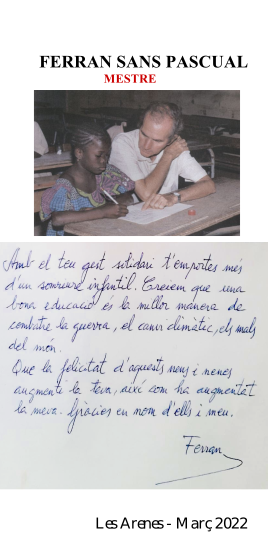 FERRAN SANS PASCUAL
MESTRE
Amb el teu gest solidari t'emportes més
d'un somriure infantil. Creiem que una
bona educació és la millor manera de
combatre la guerra, el canvi climàtic, els mals
del món.
Que la felicitat d'aquests nens i nenes
augmenti la teva, així com ha augmentat
la meva. Gràcies en nom d'ells i meu.
Ferran
Les Arenes - Març 2022